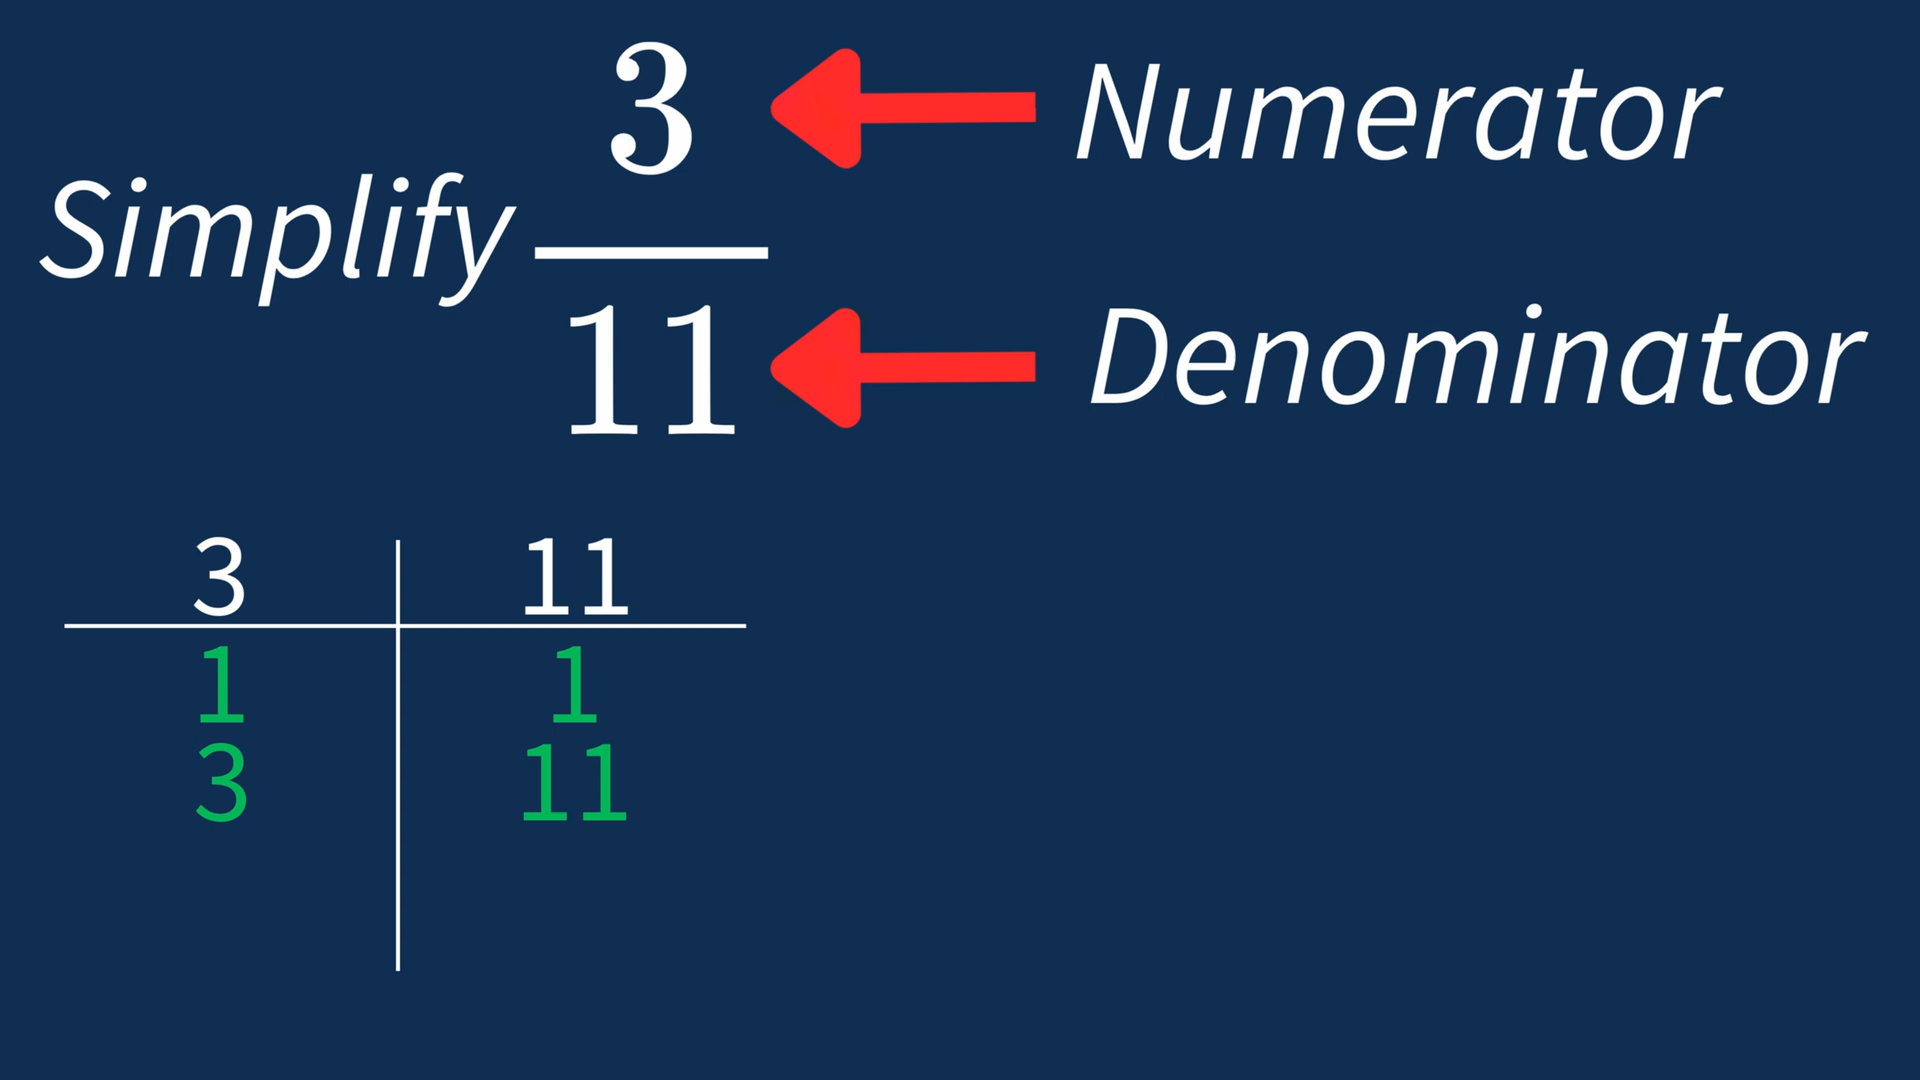 3 Numerator
Simplify
11 Denominator
3 11
1 1
3 11